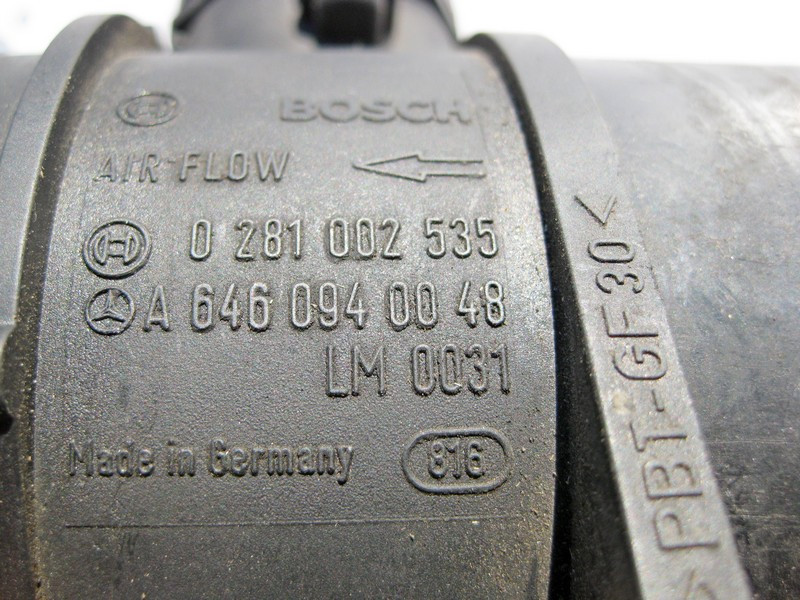 BOSCH
AIR FLOW
0 281 002 535
A 646 094 00 48
LM 0031
Made in Germany 816
>PBT-GF30<